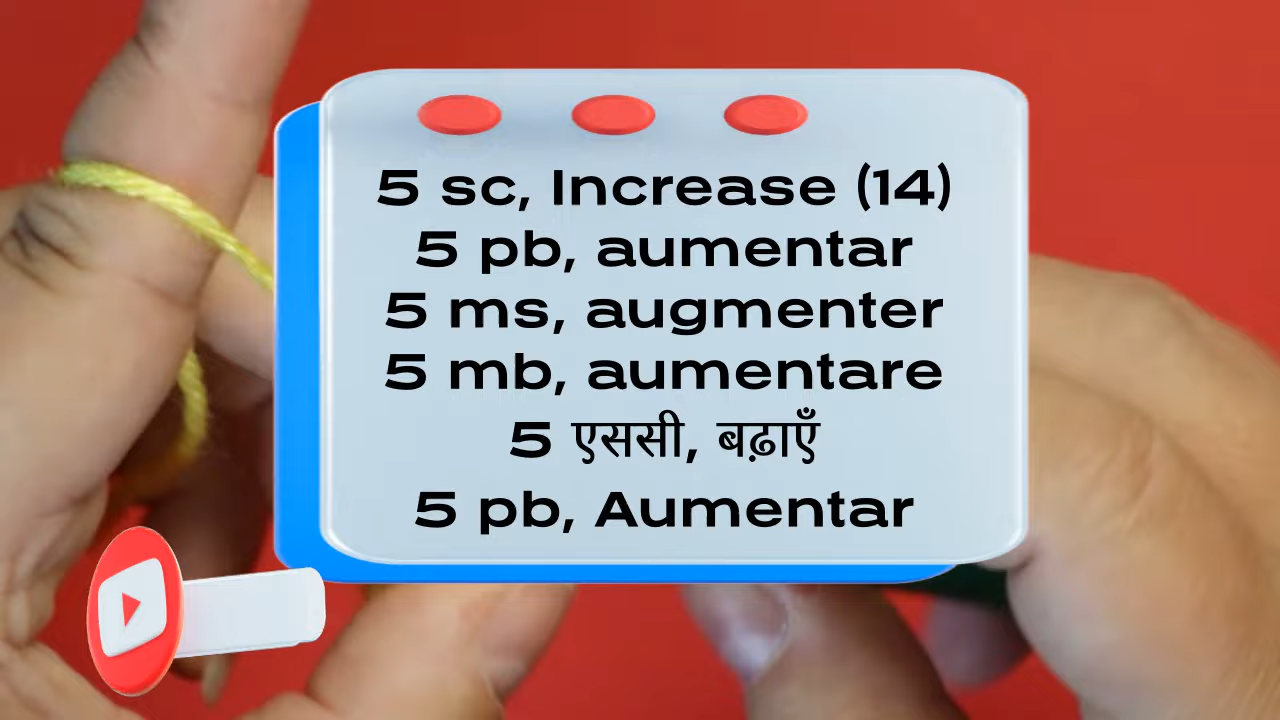 5 sc, Increase (14)
5 pb, aumentar
5 ms, augmenter
5 mb, aumentare
5 एससी, बढ़ाएँ
5 pb, Aumentar